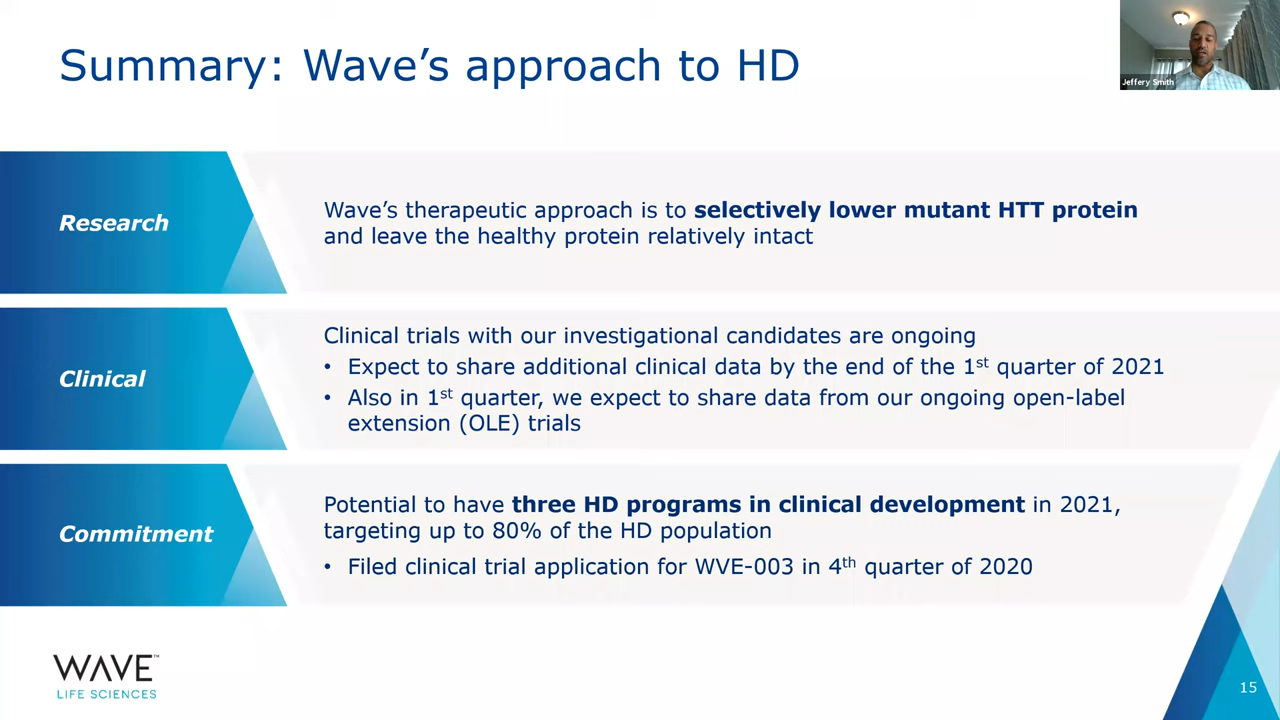 Summary: Wave’s approach to HD
Jeffery Smith
Research
Wave’s therapeutic approach is to selectively lower mutant HTT protein
and leave the healthy protein relatively intact
Clinical
Clinical trials with our investigational candidates are ongoing
• Expect to share additional clinical data by the end of the 1st quarter of 2021
• Also in 1st quarter, we expect to share data from our ongoing open-label
extension (OLE) trials
Commitment
Potential to have three HD programs in clinical development in 2021,
targeting up to 80% of the HD population
• Filed clinical trial application for WVE-003 in 4th quarter of 2020
WAVE™
LIFE SCIENCES
15